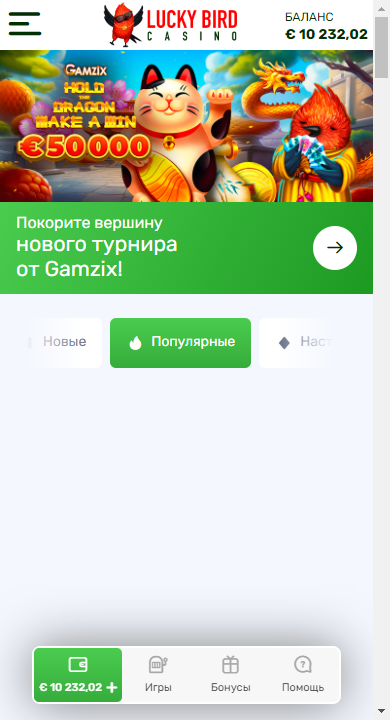 LUCKY BIRD
CASINO
БАЛАНС
€ 10 232,02
GAMZIX
HOLD
THE
DRAGON
MAKE A WIN
€50000
Покорите вершину
нового турнира
от Gamzix!
Новые
Популярные
Наст
€ 10 232,02 +
Игры
Бонусы
Помощь